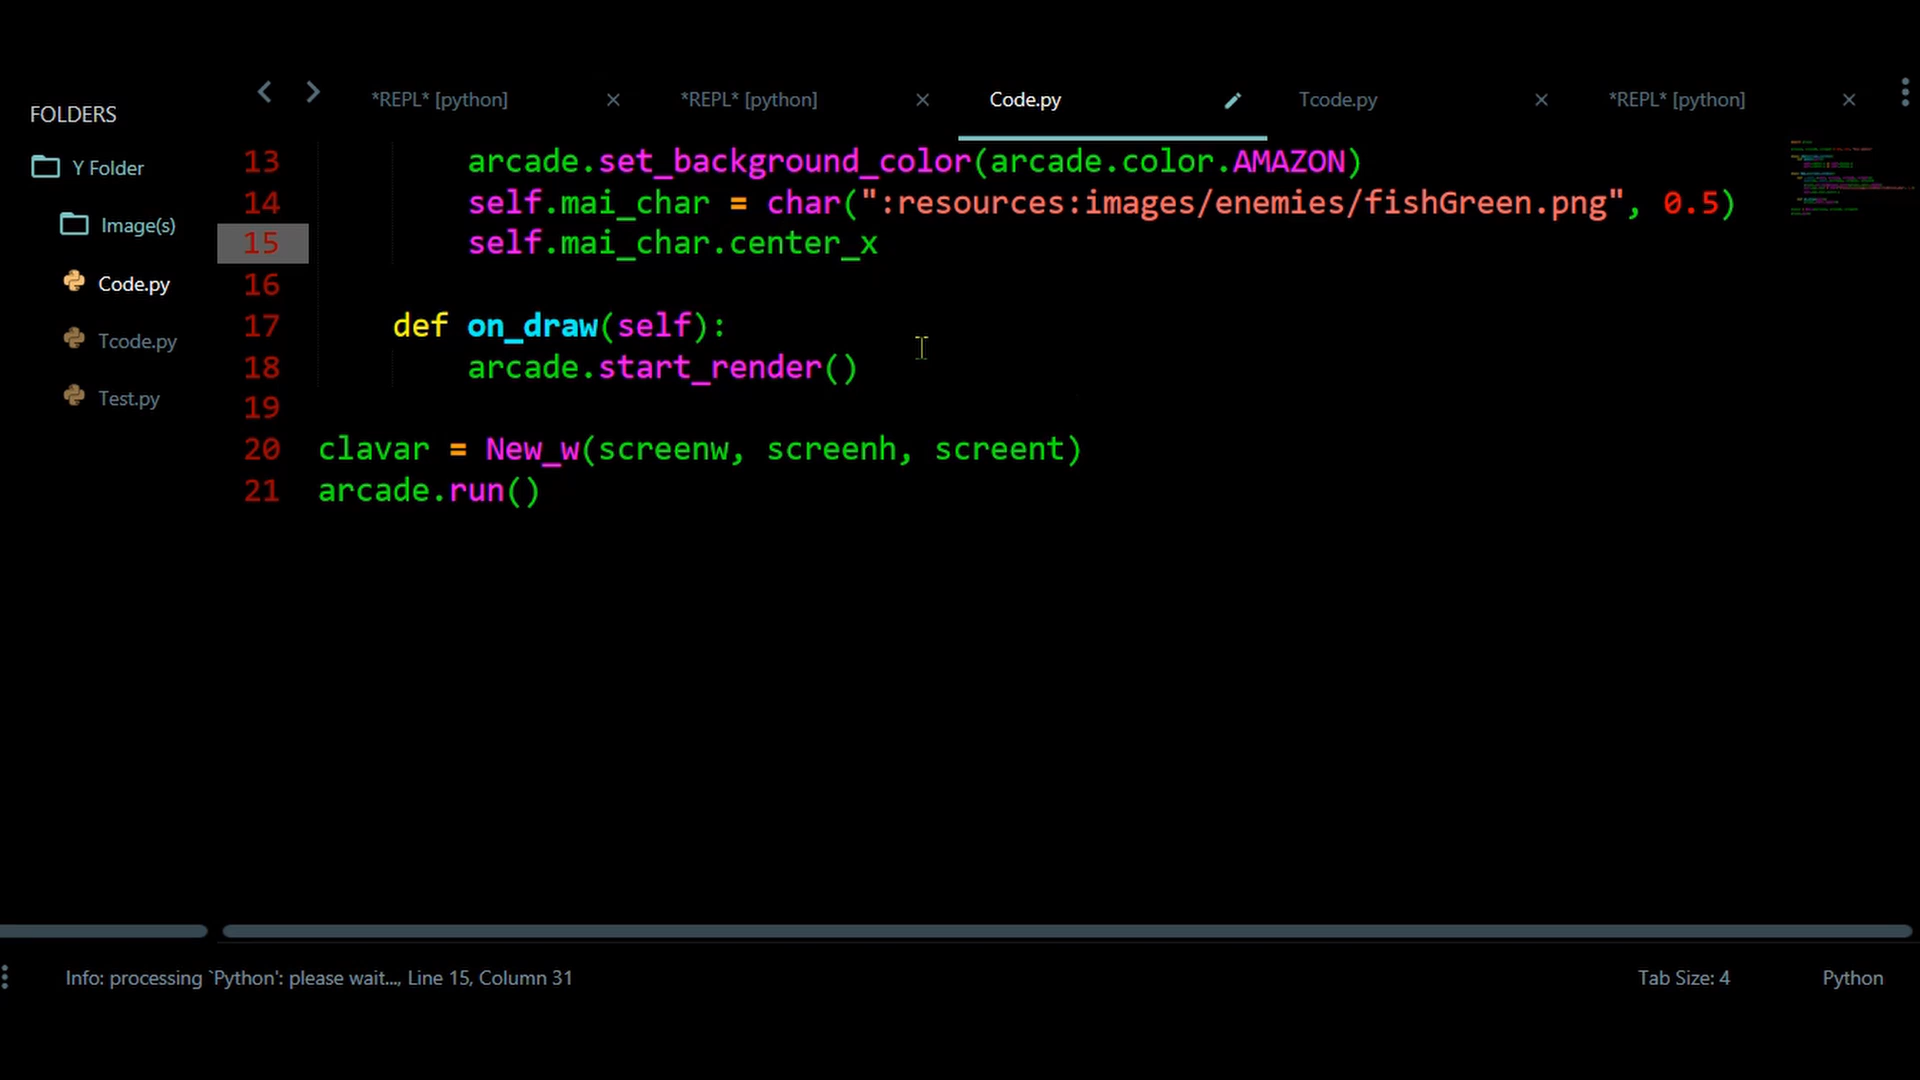 FOLDERS
Y Folder
Image(s)
Code.py
Tcode.py
Test.py
*REPL* [python]
*REPL* [python]
Code.py
Tcode.py
*REPL* [python]
13 arcade.set_background_color(arcade.color.AMAZON)
14 self.mai_char = char(":resources:images/enemies/fishGreen.png", 0.5)
15 self.mai_char.center_x
16
17 def on_draw(self):
18 arcade.start_render()
19
20 clavar = New_w(screenw, screenh, screent)
21 arcade.run()
Info: processing `Python': please wait..., Line 15, Column 31
Tab Size: 4
Python